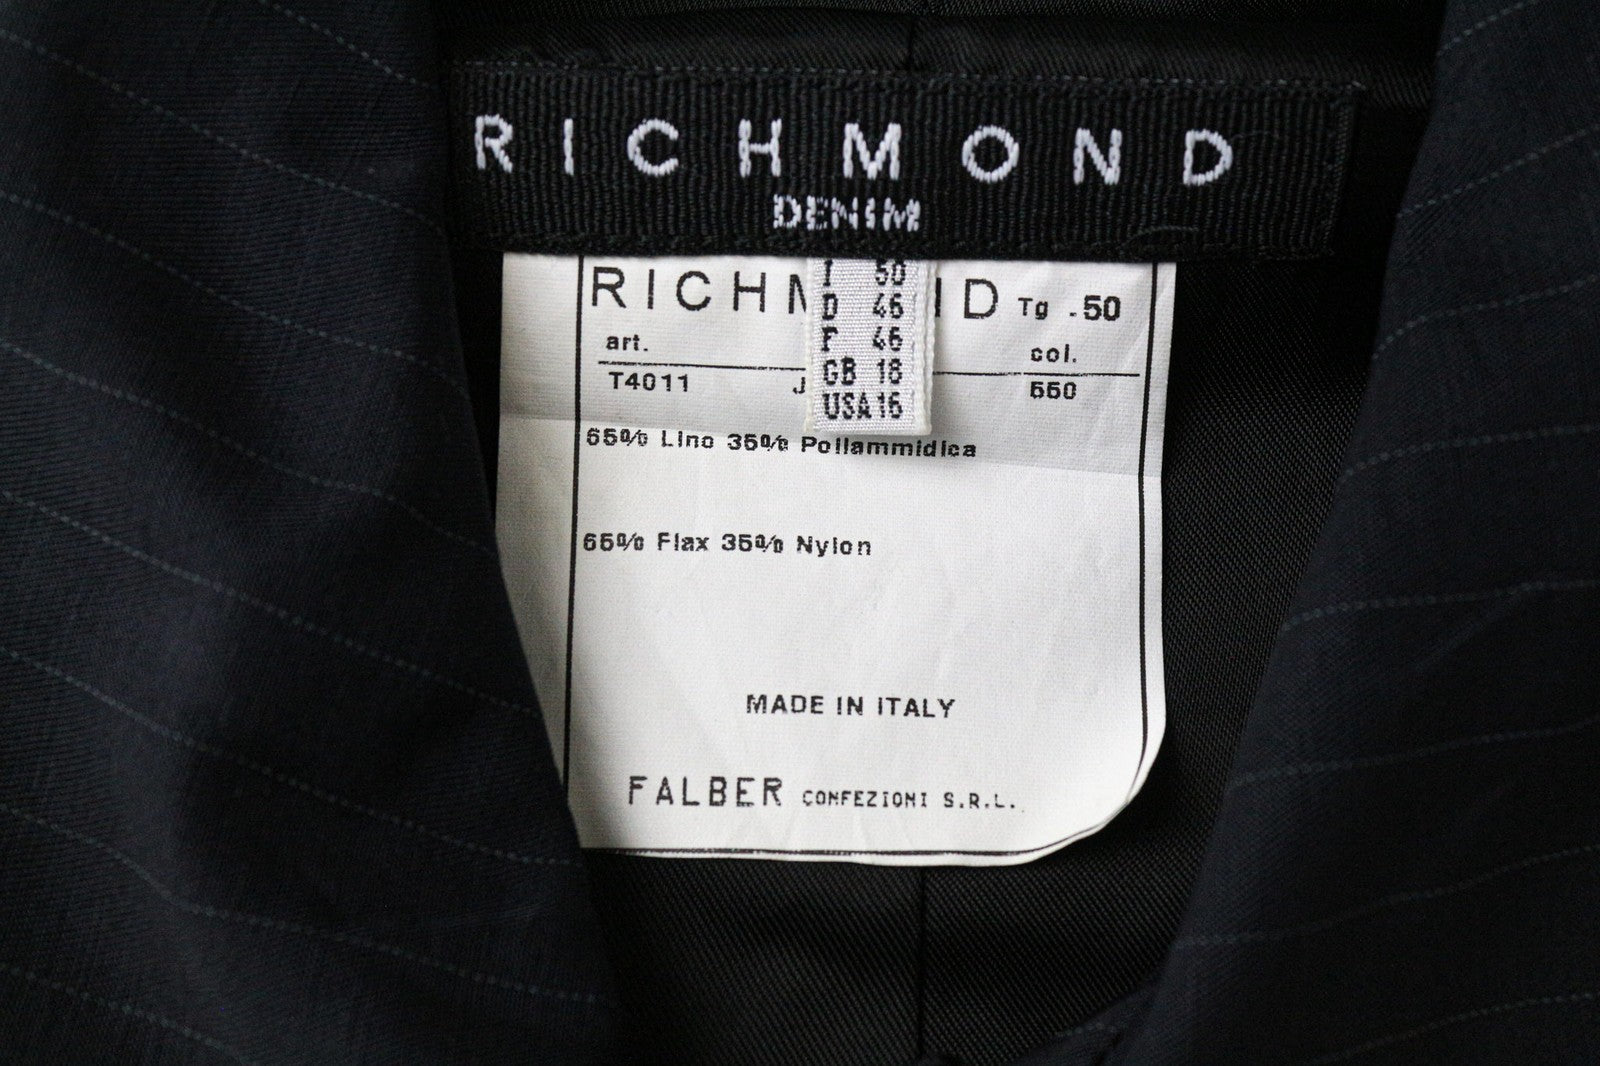 RICHMOND
DENIM
I 50
D 46
F 46
GB 18
USA 16
RICHM ND Tg .50
art. col.
T4011 J 550
65% Lino 35% Poliammidica
65% Flax 35% Nylon
MADE IN ITALY
FALBER CONFEZIONI S.R.L.